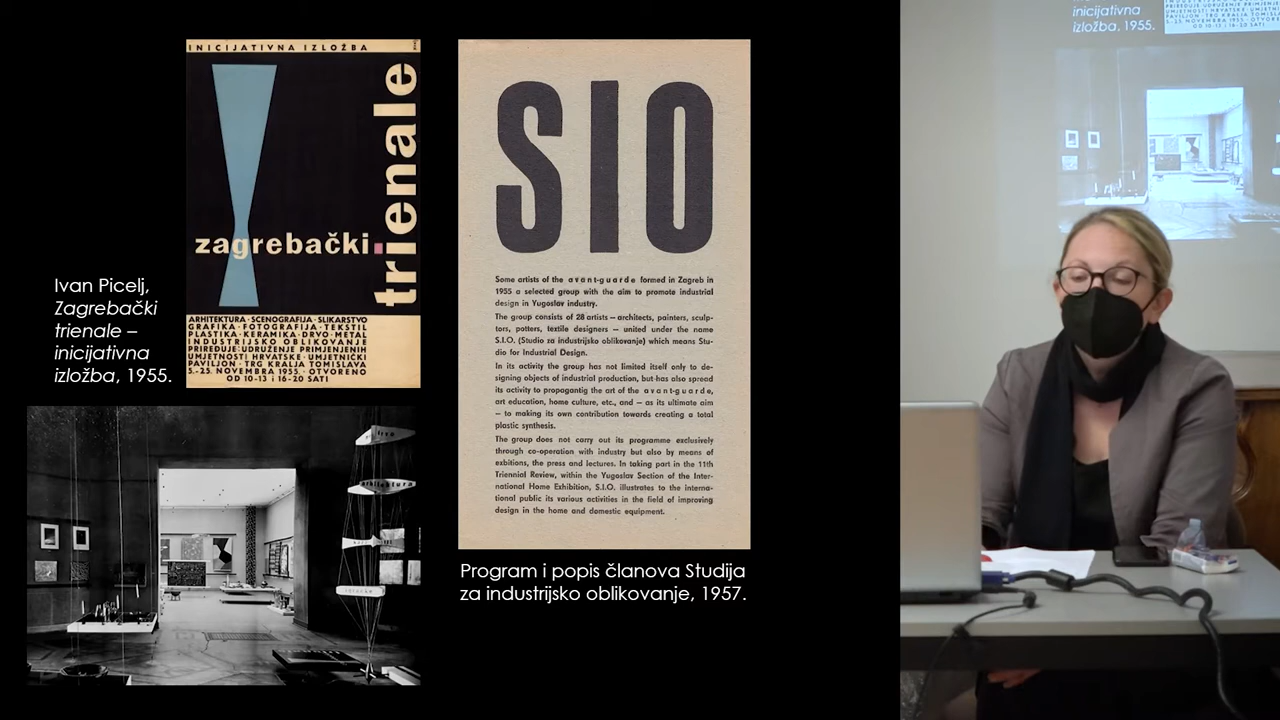 INICIJATIVNA IZLOŽBA
zagrebački
trienale
ARHITEKTURA · SCENOGRAFIJA · SLIKARSTVO
GRAFIKA · FOTOGRAFIJA · TEKSTIL
PLASTIKA · KERAMIKA · DRVO · METAL
INDUSTRIJSKO OBLIKOVANJE
PRIREĐUJE: UDRUŽENJE PRIMJENJENIH
UMJETNOSTI HRVATSKE · UMJETNIČKI
PAVILJON · TRG KRALJA TOMISLAVA
5.-25. NOVEMBRA 1955. · OTVORENO
OD 10-13 i 16-20 SATI
Ivan Picelj,
Zagrebački
trienale –
inicijativna
izložba, 1955.
SIO
Some artists of the avant-guarde formed in Zagreb in
1955 a selected group with the aim to promote industrial
design in Yugoslav industry.
The group consists of 28 artists — architects, painters, sculp-
tors, potters, textile designers — united under the name
S.I.O. (Studio za industrijsko oblikovanje) which means Stu-
dio for Industrial Design.
In its activity the group has not limited itself only to de-
signing objects of industrial production, but has also spread
its activity to propagantig the art of the avant-guarde,
art education, home culture, etc., and — as its ultimate aim
— to making its own contribution towards creating a total
plastic synthesis.
The group does not carry out its programme exclusively
through co-operation with industry but also by means of
exbitions, the press and lectures. In taking part in the 11th
Triennial Review, within the Yugoslav Section of the Inter-
national Home Exhibition, S.I.O. illustrates to the interna-
tional public its various activities in the field of improving
design in the home and domestic equipment.
Program i popis članova Studija
za industrijsko oblikovanje, 1957.
inicijativna
izložba, 1955.